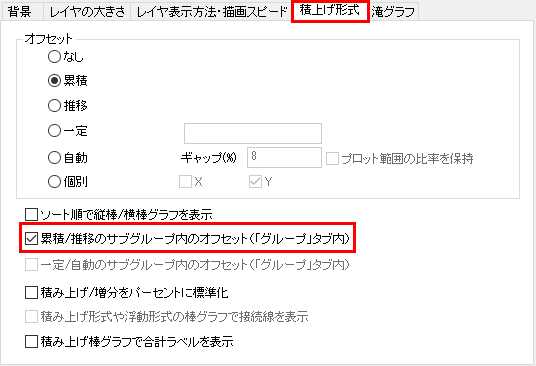 背景 レイヤの大きさ レイヤ表示方法・描画スピード 積上げ形式 滝グラフ
オフセット
なし
累積
推移
一定
自動 ギャップ(%) 8 プロット範囲の比率を保持
個別 X Y
ソート順で縦棒/横棒グラフを表示
累積/推移のサブグループ内のオフセット(「グループ」タブ内)
一定/自動のサブグループ内のオフセット(「グループ」タブ内)
積み上げ/増分をパーセントに標準化
積み上げ形式や浮動形式の棒グラフで接続線を表示
積み上げ棒グラフで合計ラベルを表示